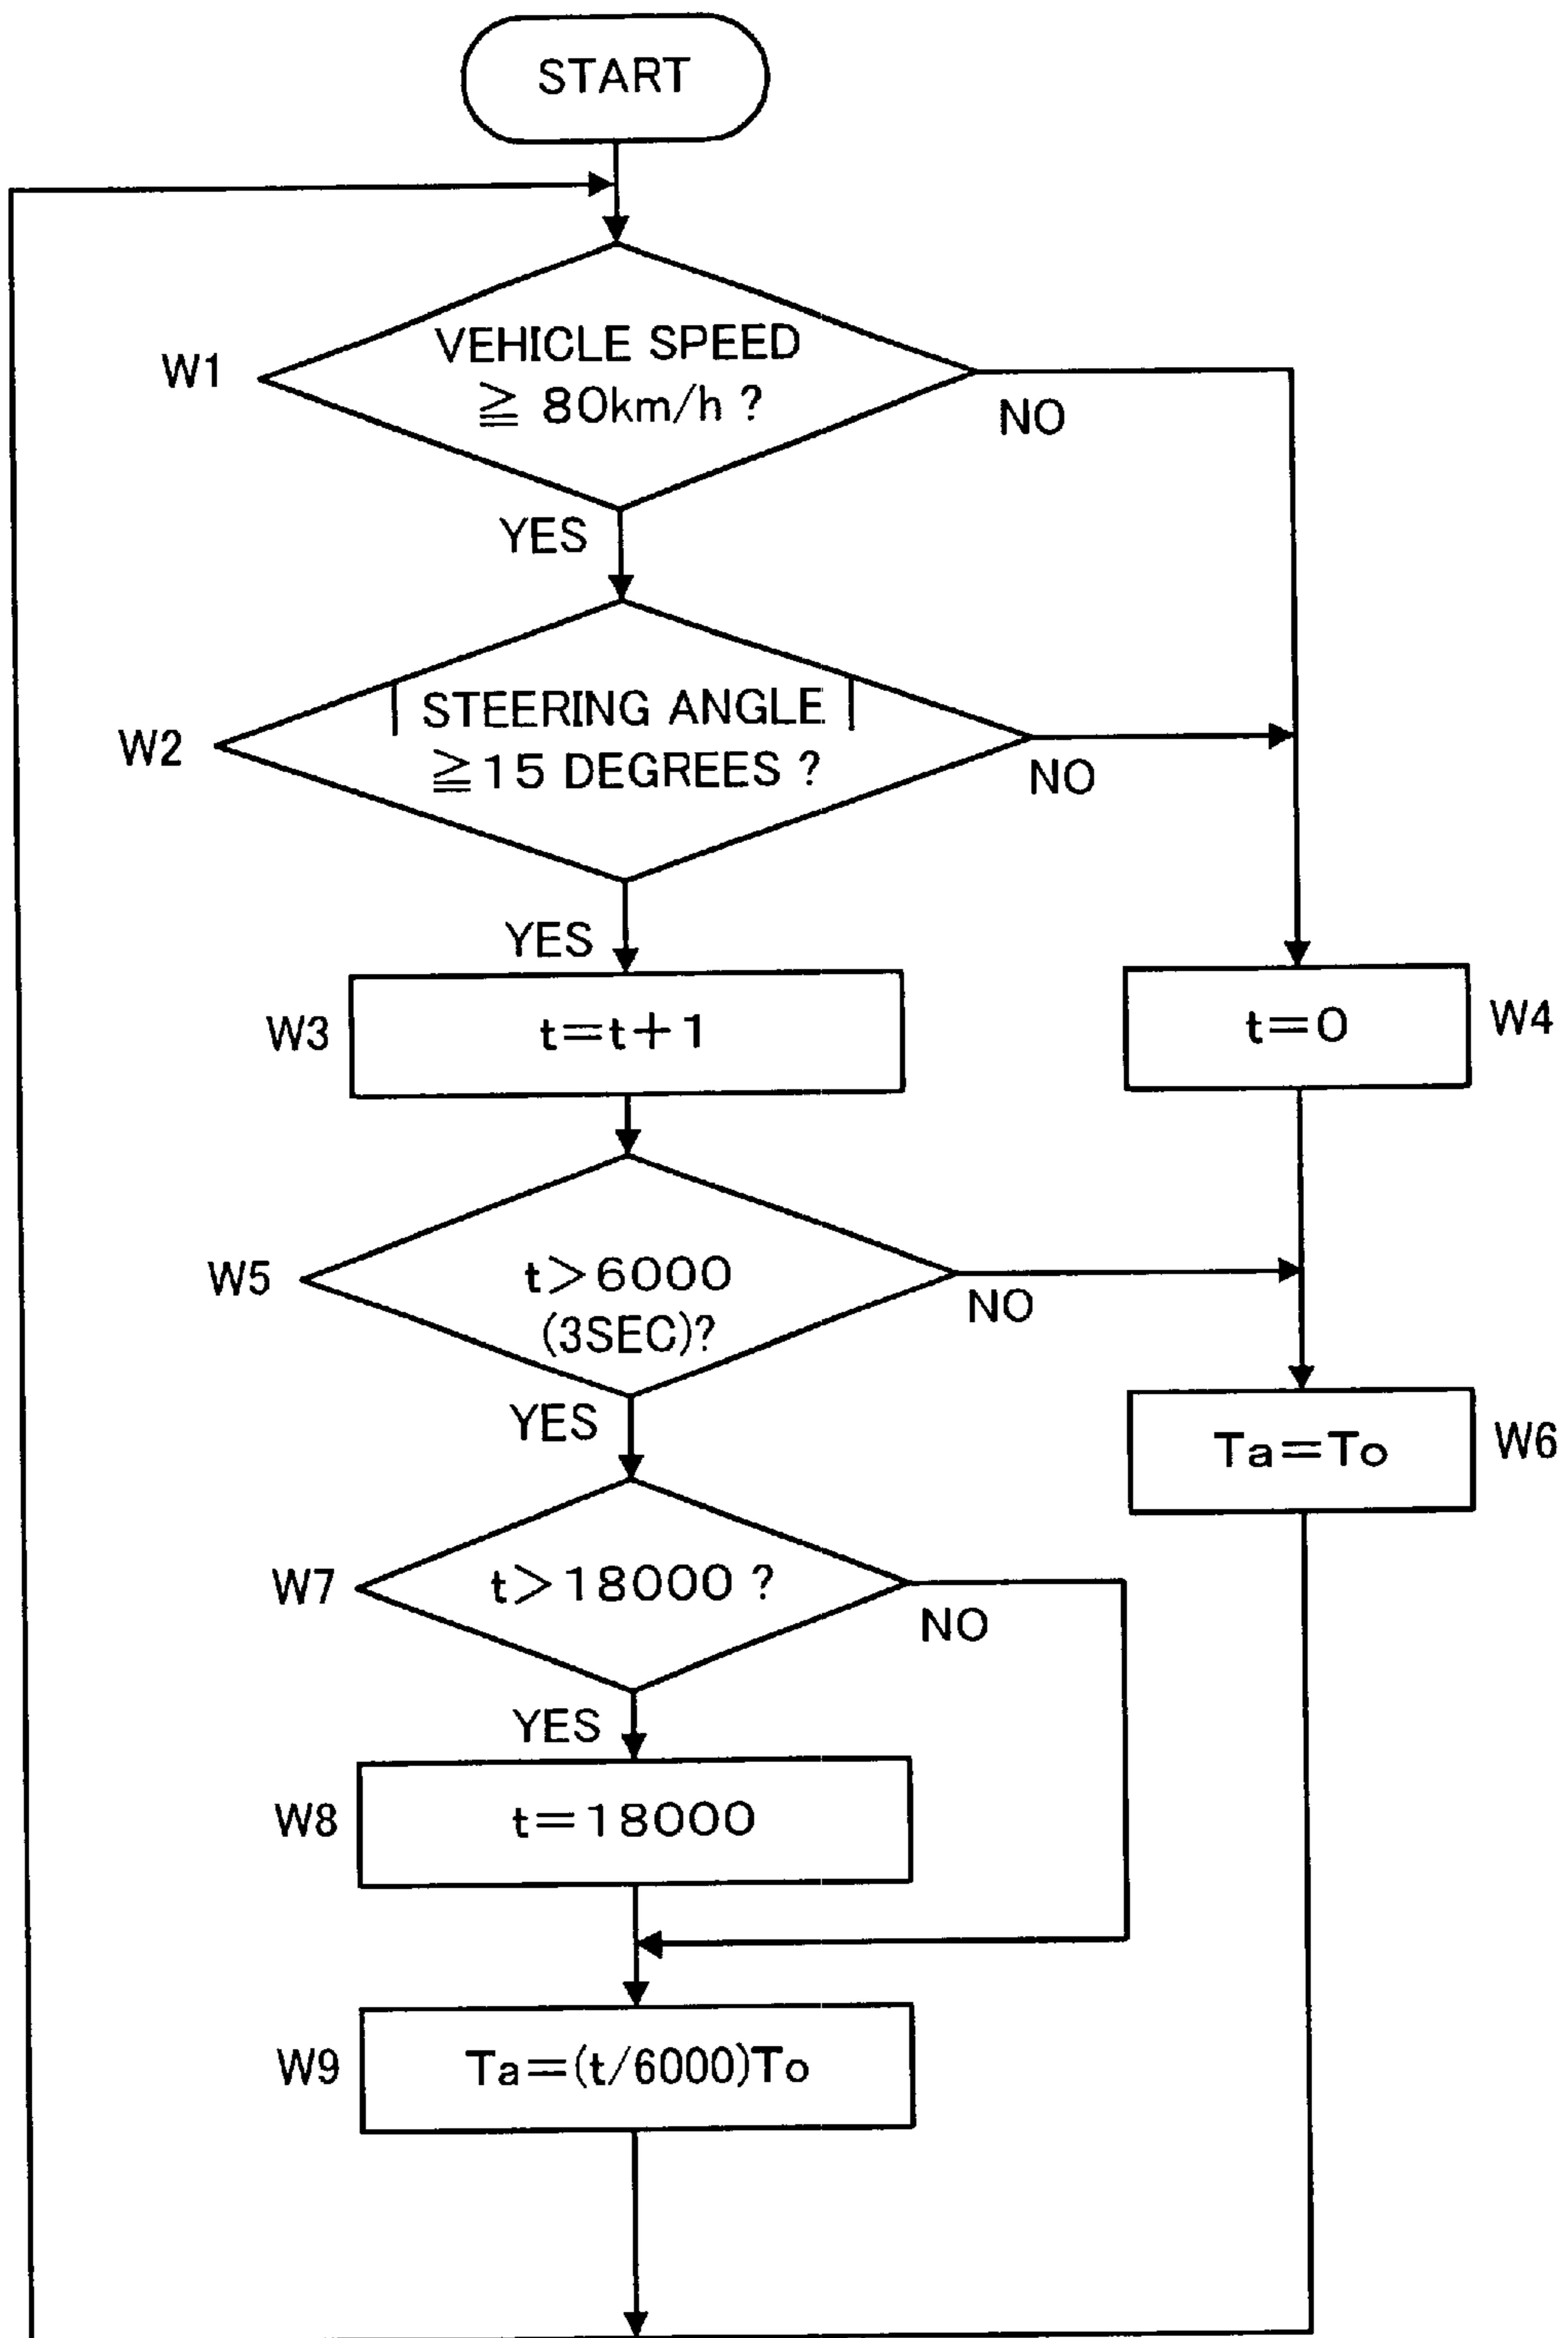 START
W1
VEHICLE SPEED
≧ 80km/h ?
NO
YES
W2
| STEERING ANGLE |
≧15 DEGREES ?
NO
YES
W3
t=t+1
t=0
W4
W5
t>6000
(3SEC)?
NO
YES
Ta=To
W6
W7
t>18000 ?
NO
YES
W8
t=18000
W9
Ta=(t/6000)To